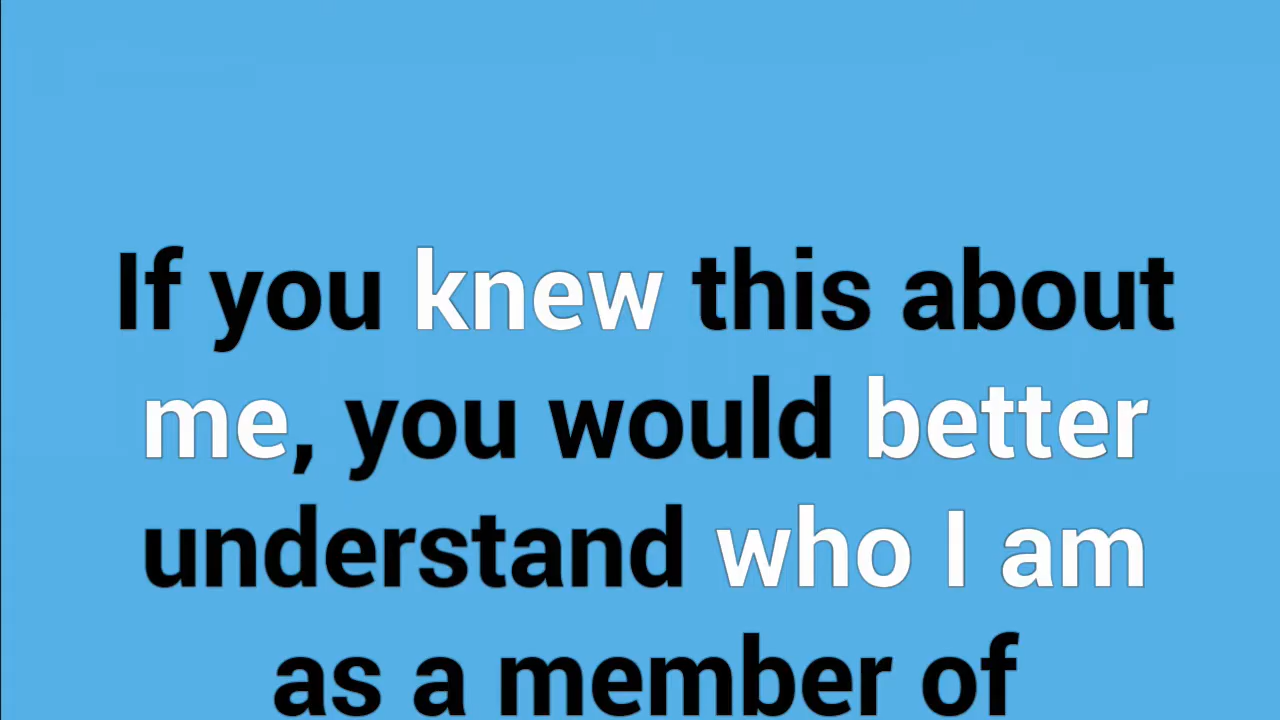 If you knew this about
me, you would better
understand who I am
as a member of